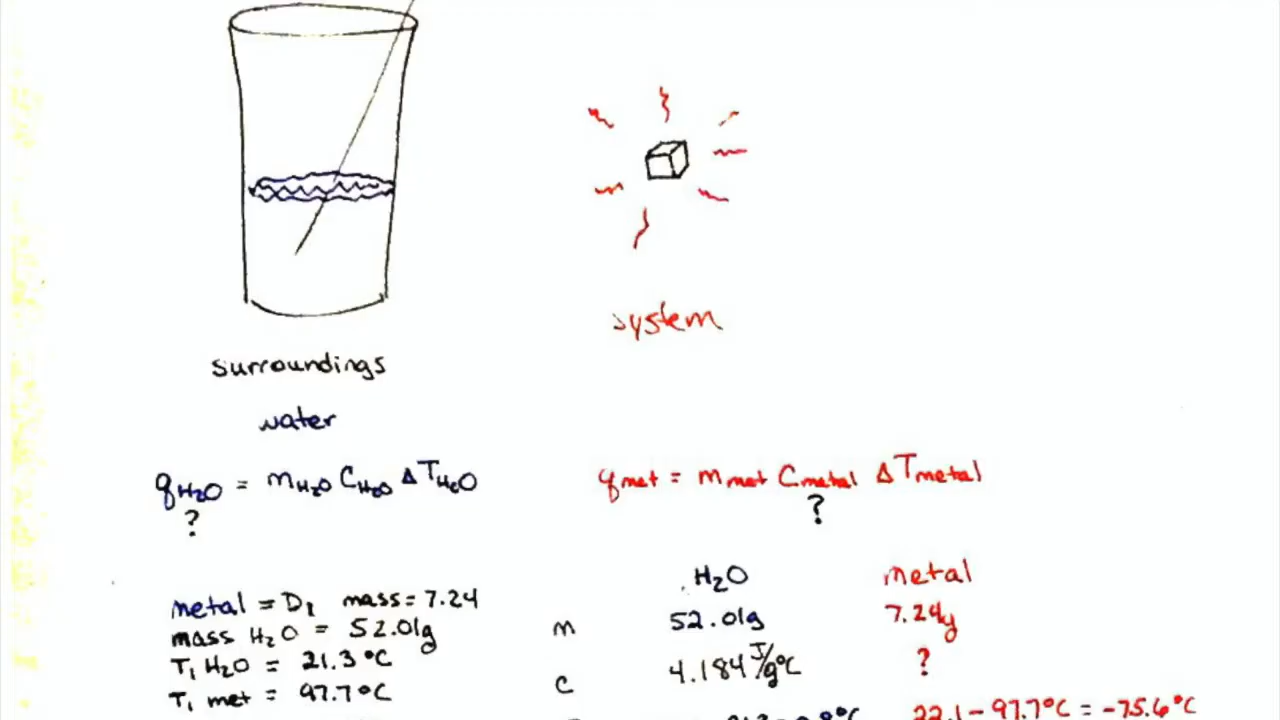 system
surroundings
water
qH₂O = mH₂O CH₂O ΔTH₂O
?
qmet = mmet Cmetal ΔTmetal
?
H₂O metal
metal = D₁ mass = 7.24
mass H₂O = 52.01g
T₁ H₂O = 21.3°C
T₁ met = 97.7°C
m 52.01g 7.24g
c 4.184 J/g°C ?
22.1 - 97.7°C = -75.6°C